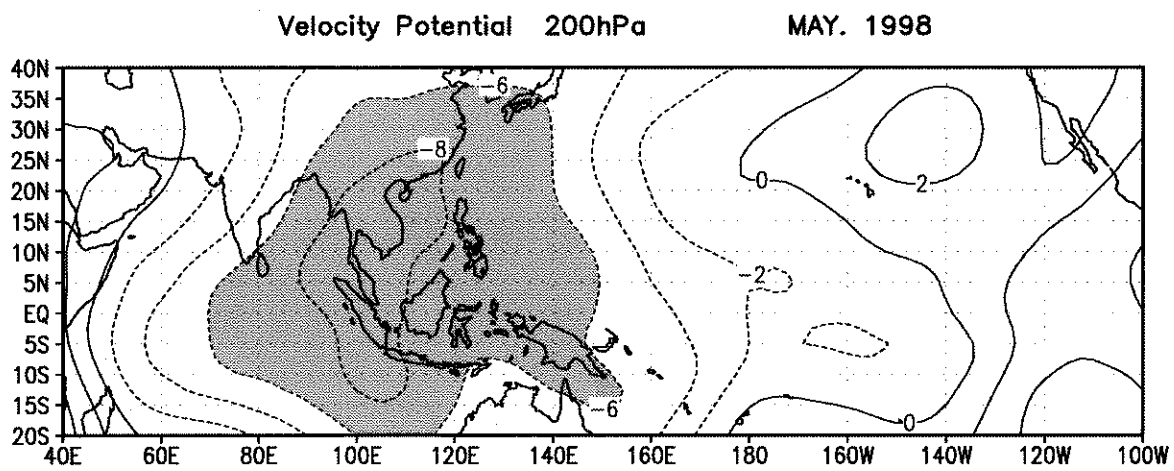 Velocity Potential 200hPa MAY. 1998
40N
35N
30N
25N
20N
15N
10N
5N
EQ
5S
10S
15S
20S
-6
-8
0
2
-2
-6
0
40E 60E 80E 100E 120E 140E 160E 180 160W 140W 120W 100W